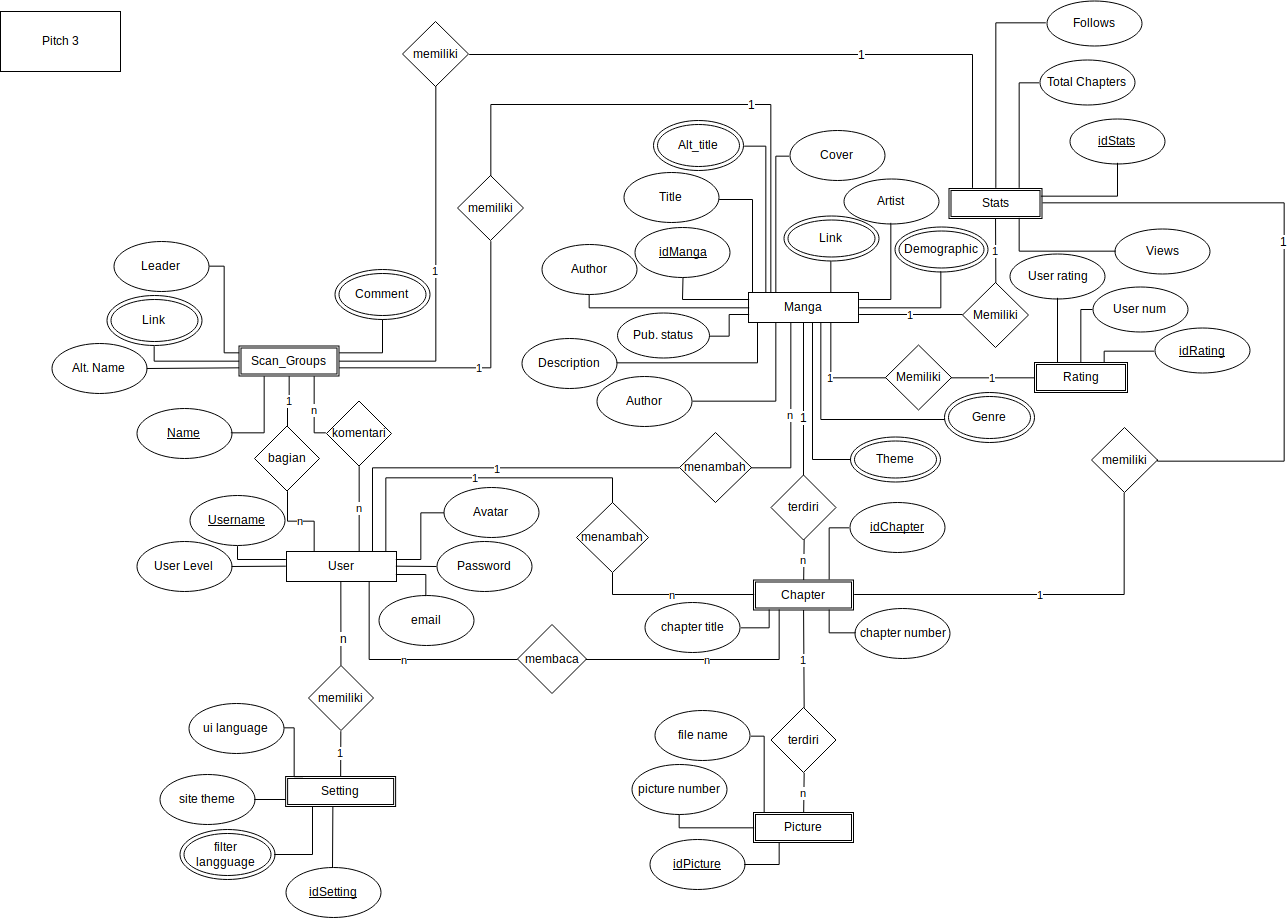 Pitch 3
memiliki
1
Follows
Total Chapters
idStats
Stats
1
memiliki
1
Alt_title
Cover
Title
Artist
Link
Demographic
idManga
Author
Manga
1
Memiliki
1
Views
User rating
User num
idRating
Rating
Leader
Link
Comment
1
Scan_Groups
Alt. Name
Name
1
Pub. status
Description
Author
1
Memiliki
1
Genre
Theme
1
n
bagian
komentari
n
1
menambah
1
1
memiliki
terdiri
menambah
n
n
Username
User Level
User
Avatar
Password
email
idChapter
n
Chapter
n
1
chapter title
chapter number
n
membaca
n
1
n
memiliki
1
ui language
site theme
Setting
filter
langguage
idSetting
file name
terdiri
picture number
n
Picture
idPicture